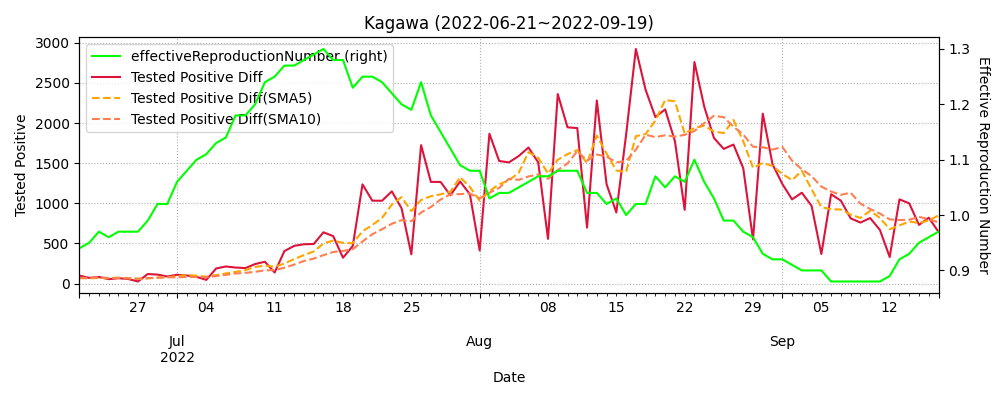 Kagawa (2022-06-21~2022-09-19)
effectiveReproductionNumber (right)
Tested Positive Diff
Tested Positive Diff(SMA5)
Tested Positive Diff(SMA10)
Tested Positive
3000
2500
2000
1500
1000
500
0
Effective Reproduction Number
1.3
1.2
1.1
1.0
0.9
27 04 11 18 25 08 15 22 29 05 12
Jul Aug Sep
2022
Date